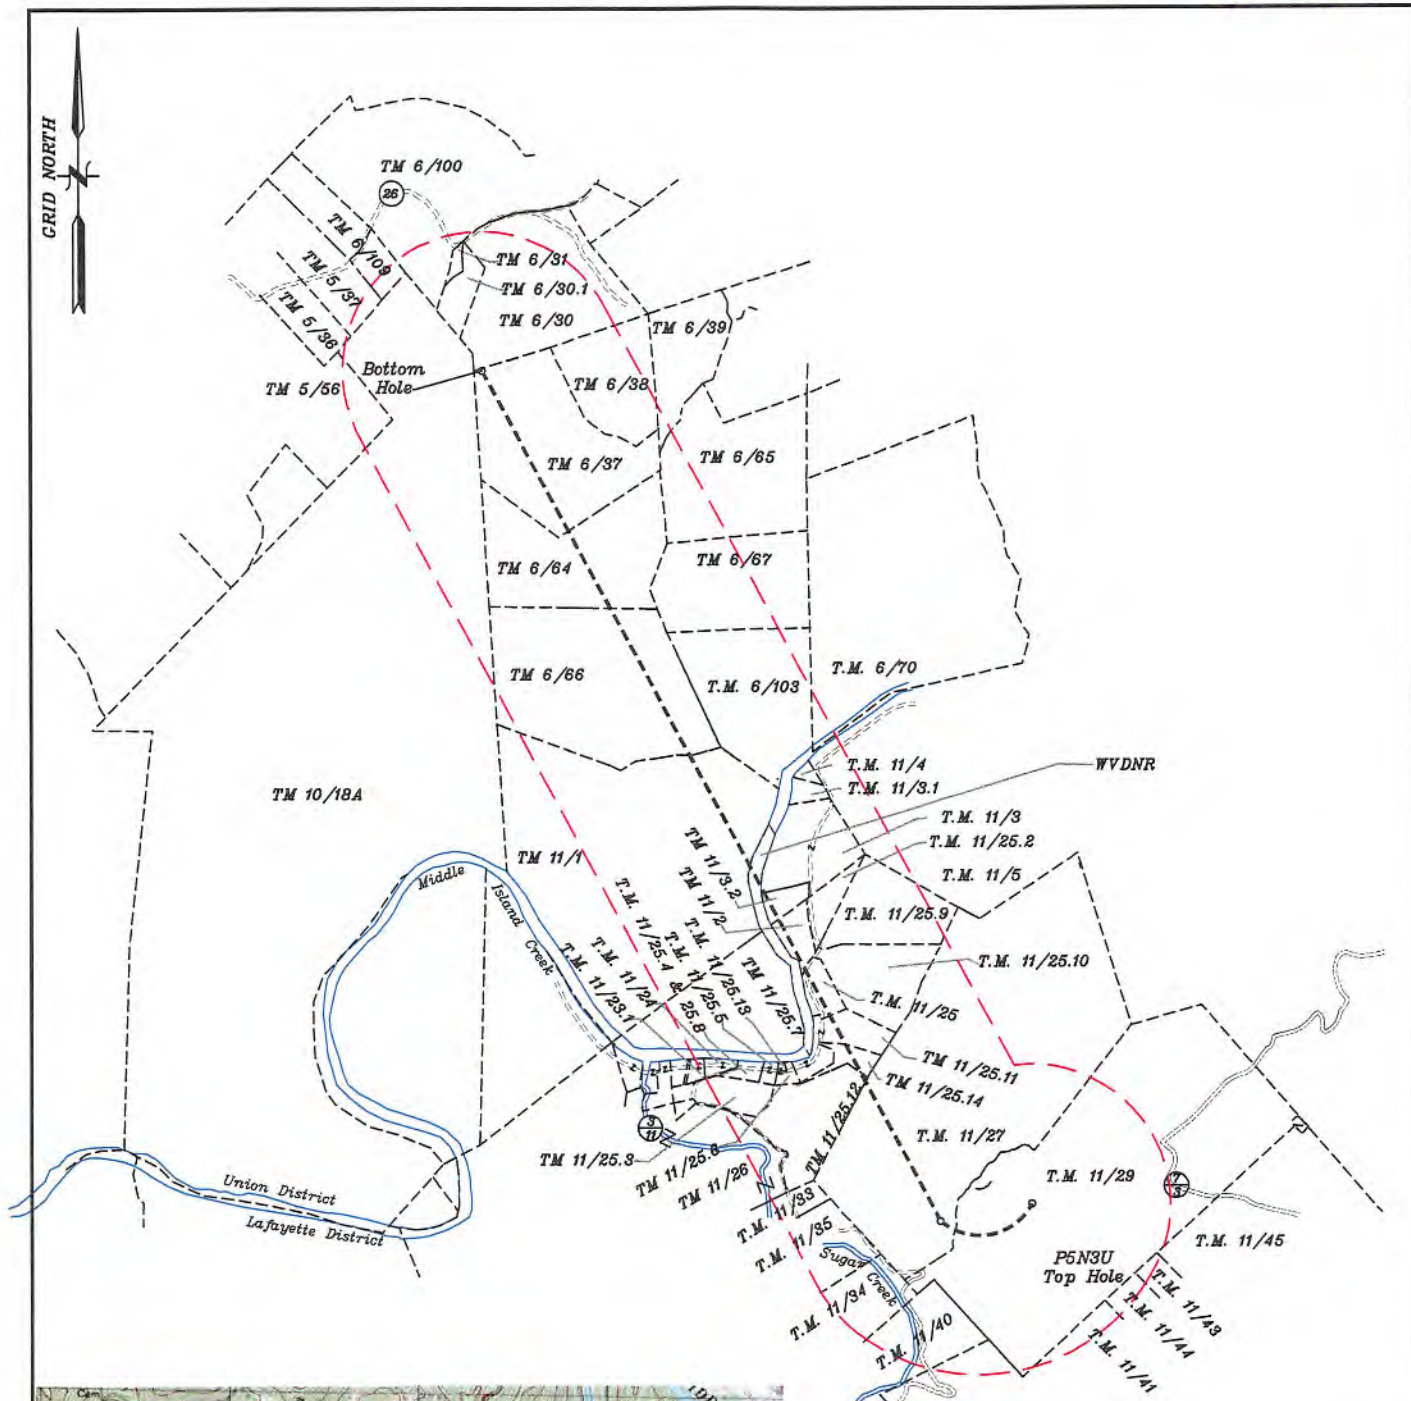 GRID NORTH
TM 6/100
26
TM 6/109
TM 5/37
TM 5/36
TM 6/31
TM 6/30.1
TM 6/30
TM 6/39
Bottom
Hole
TM 5/56
TM 6/38
TM 6/37
TM 6/65
TM 6/64
TM 6/67
TM 6/66
T.M. 6/103
T.M. 6/70
T.M. 11/4
WVDNR
T.M. 11/3.1
TM 10/18A
T.M. 11/3
T.M. 11/25.2
TM 11/1
TM 11/3.2
TM 11/2
T.M. 11/5
Middle
Island
Creek
T.M. 11/25.9
T.M. 11/25.4
& 25.8
T.M. 11/24
T.M. 11/23.1
T.M. 11/25.5
T.M. 11/25.13
TM 11/25.7
T.M. 11/25.10
T.M. 11/25
TM 11/25.11
TM 11/25.14
TM 11/25.12
T.M. 11/27
3
11
TM 11/25.3
TM 11/25.6
TM 11/26
T.M. 11/29
7
3
Union District
Lafayette District
T.M. 11/33
T.M. 11/35
Sugar
Creek
T.M. 11/45
P5N3U
Top Hole
T.M. 11/34
T.M. 11/40
T.M. 11/43
T.M. 11/44
T.M. 11/41
Cem